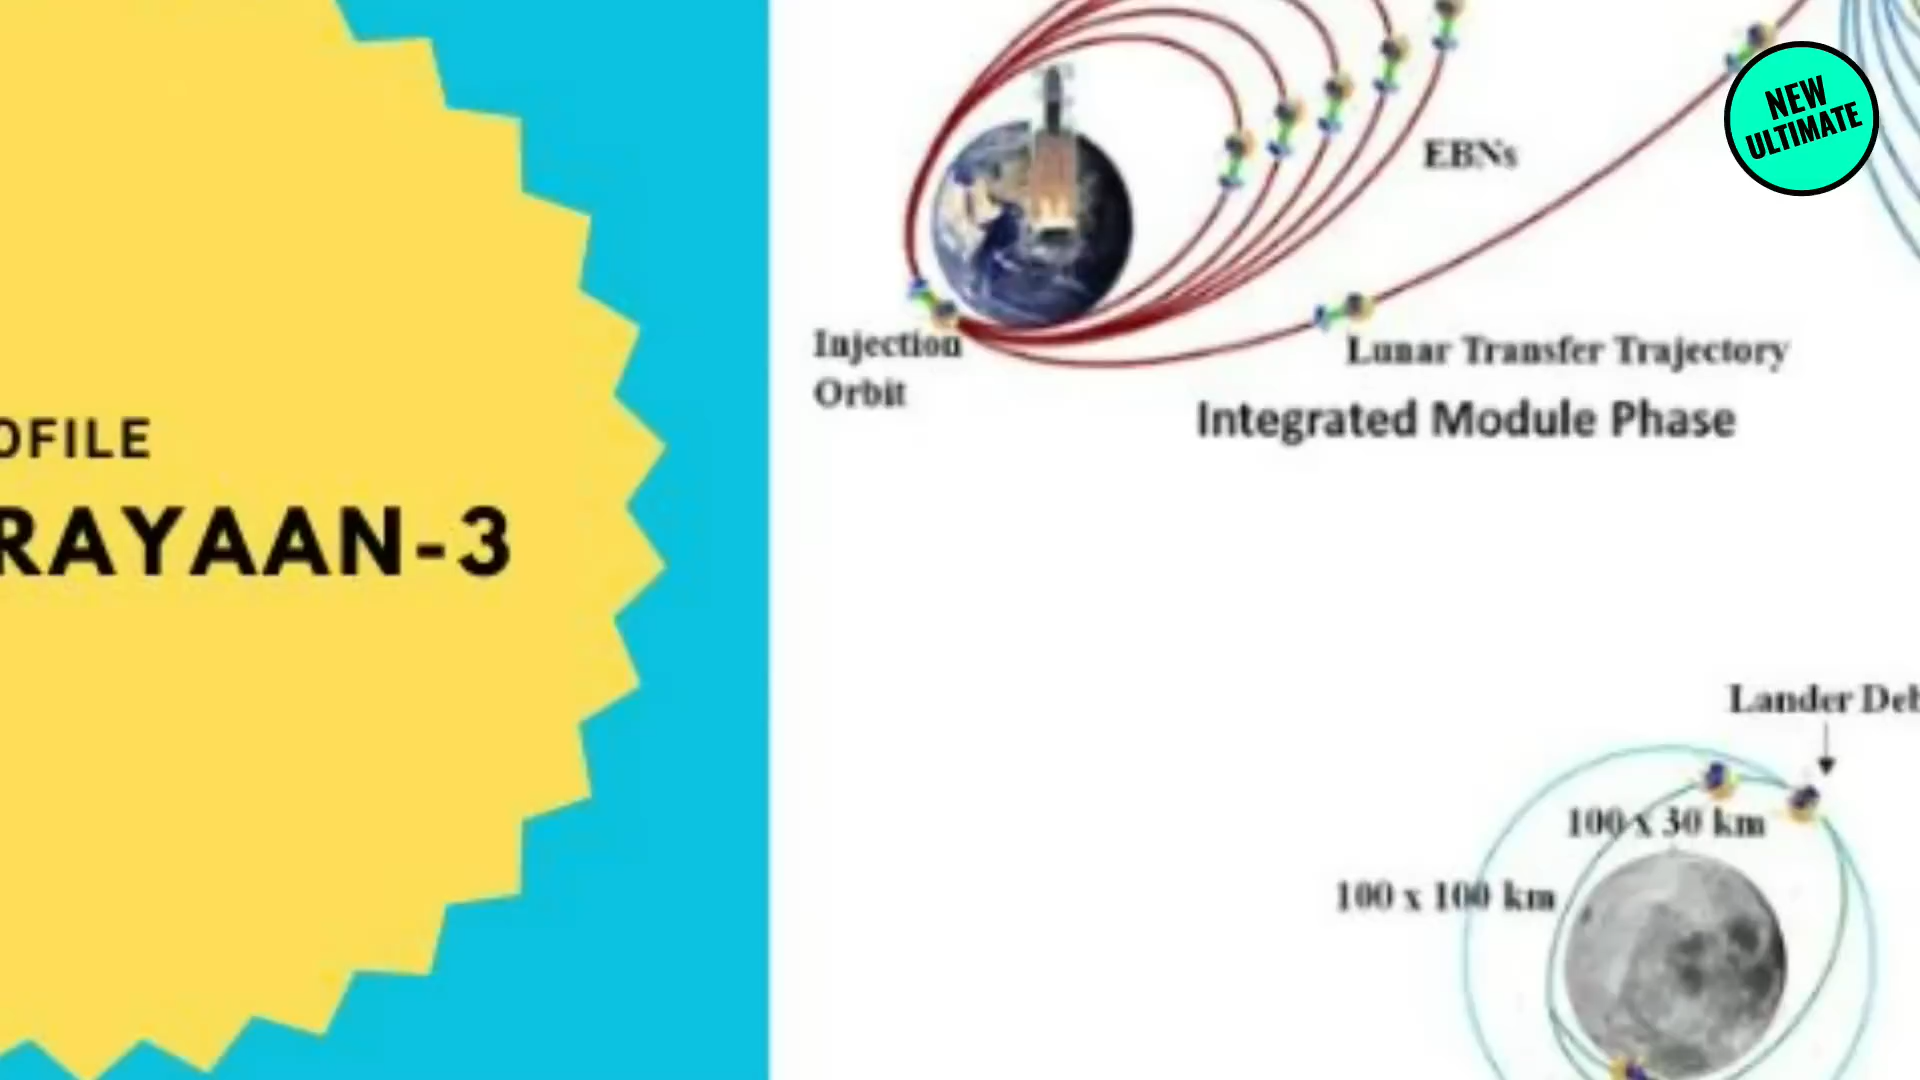 OFILE
RAYAAN-3
EBNs
Injection
Orbit
Lunar Transfer Trajectory
Integrated Module Phase
Lander Deb
100 x 30 km
100 x 100 km
NEW
ULTIMATE